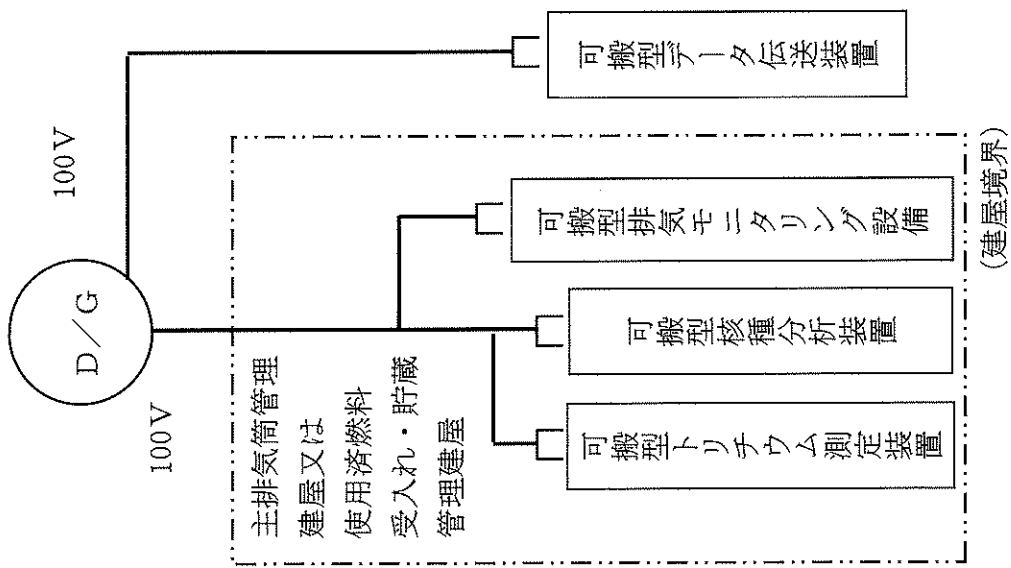 D／G
100V
100V
主排気筒管理
建屋又は
使用済燃料
受入れ・貯蔵
管理建屋
可搬型トリチウム測定装置
可搬型核種分析装置
可搬型排気モニタリング設備
可搬型データ伝送装置
(建屋境界)